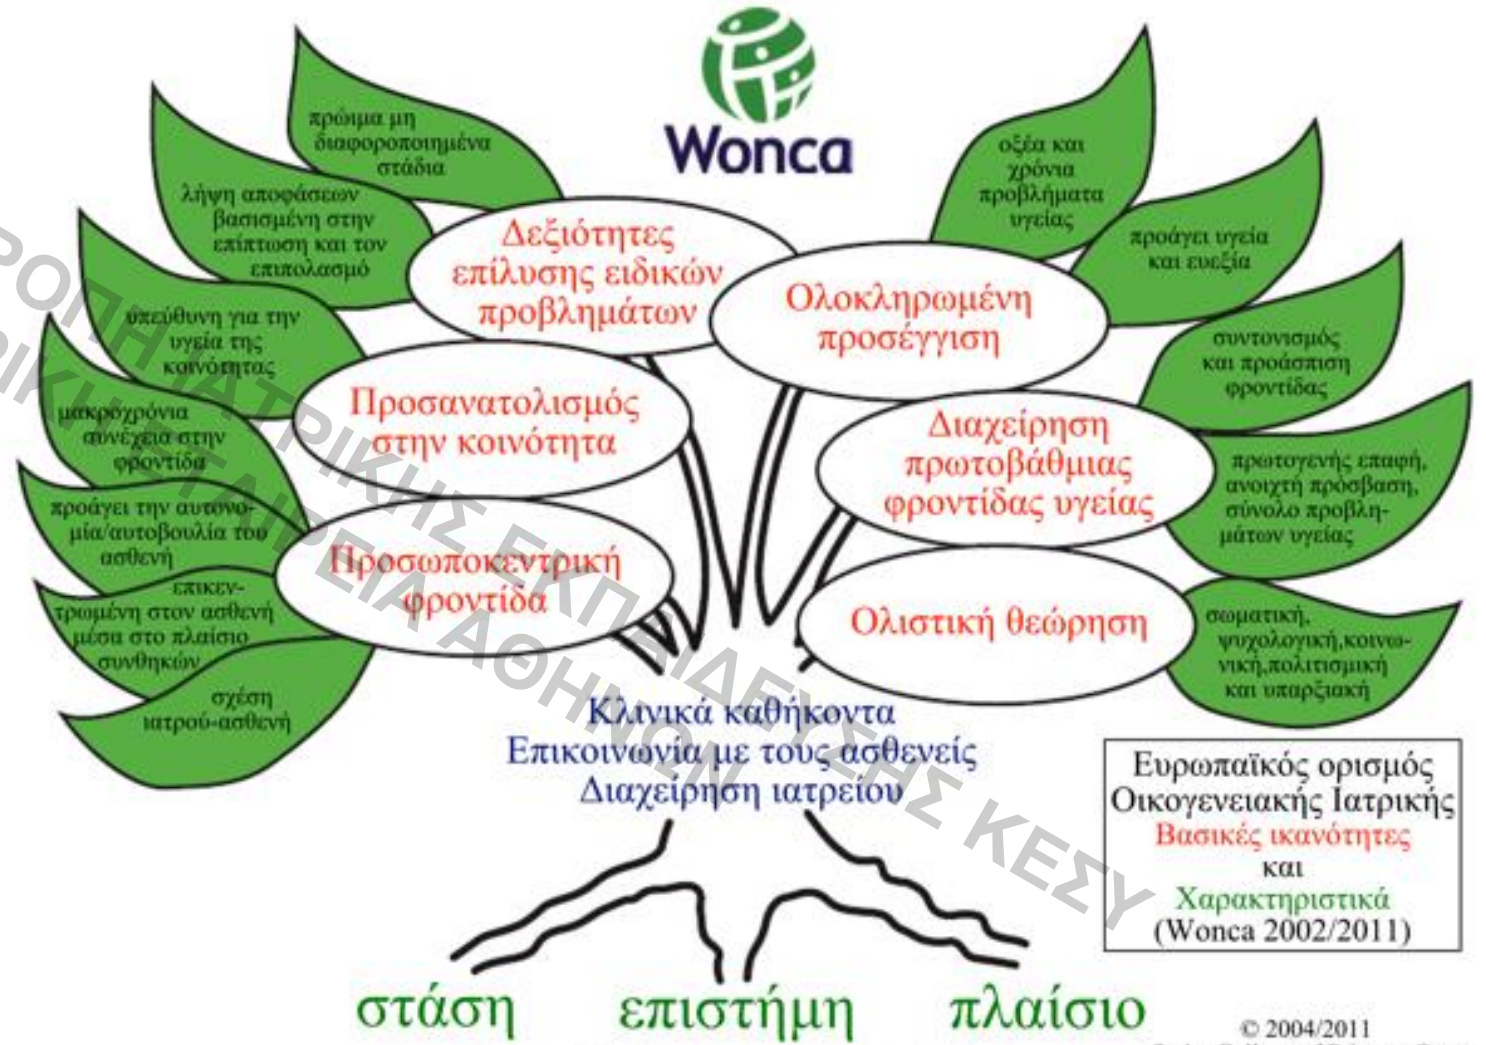 Wonca
πρώιμα μη
διαφοροποιημένα
στάδια
λήψη αποφάσεων
βασισμένη στην
επίπτωση και τον
επιπολασμό
υπεύθυνη για την
υγεία της
κοινότητας
μακροχρόνια
συνέχεια στην
φροντίδα
προάγει την αυτονο-
μία/αυτοβουλία του
ασθενή
επικεν-
τρωμένη στον ασθενή
μέσα στο πλαίσιο
συνθηκών
σχέση
ιατρού-ασθενή
Δεξιότητες
επίλυσης ειδικών
προβλημάτων
Προσανατολισμός
στην κοινότητα
Προσωποκεντρική
φροντίδα
Ολοκληρωμένη
προσέγγιση
Διαχείρηση
πρωτοβάθμιας
φροντίδας υγείας
Ολιστική θεώρηση
οξέα και
χρόνια
προβλήματα
υγείας
προάγει υγεία
και ευεξία
συντονισμός
και προάσπιση
φροντίδας
πρωτογενής επαφή,
ανοιχτή πρόσβαση,
σύνολο προβλη-
μάτων υγείας
σωματική,
ψυχολογική,κοινω-
νική,πολιτισμική
και υπαρξιακή
Κλινικά καθήκοντα
Επικοινωνία με τους ασθενείς
Διαχείρηση ιατρείου
Ευρωπαϊκός ορισμός
Οικογενειακής Ιατρικής
Βασικές ικανότητες
και
Χαρακτηριστικά
(Wonca 2002/2011)
στάση επιστήμη πλαίσιο
© 2004/2011
ΙΑΤΡΙΚΗΣ ΕΚΠΑΙΔΕΥΣΗΣ ΚΕΣΥ
ΕΤΑΙΡΕΙΑ ΑΘΗΝΩΝ